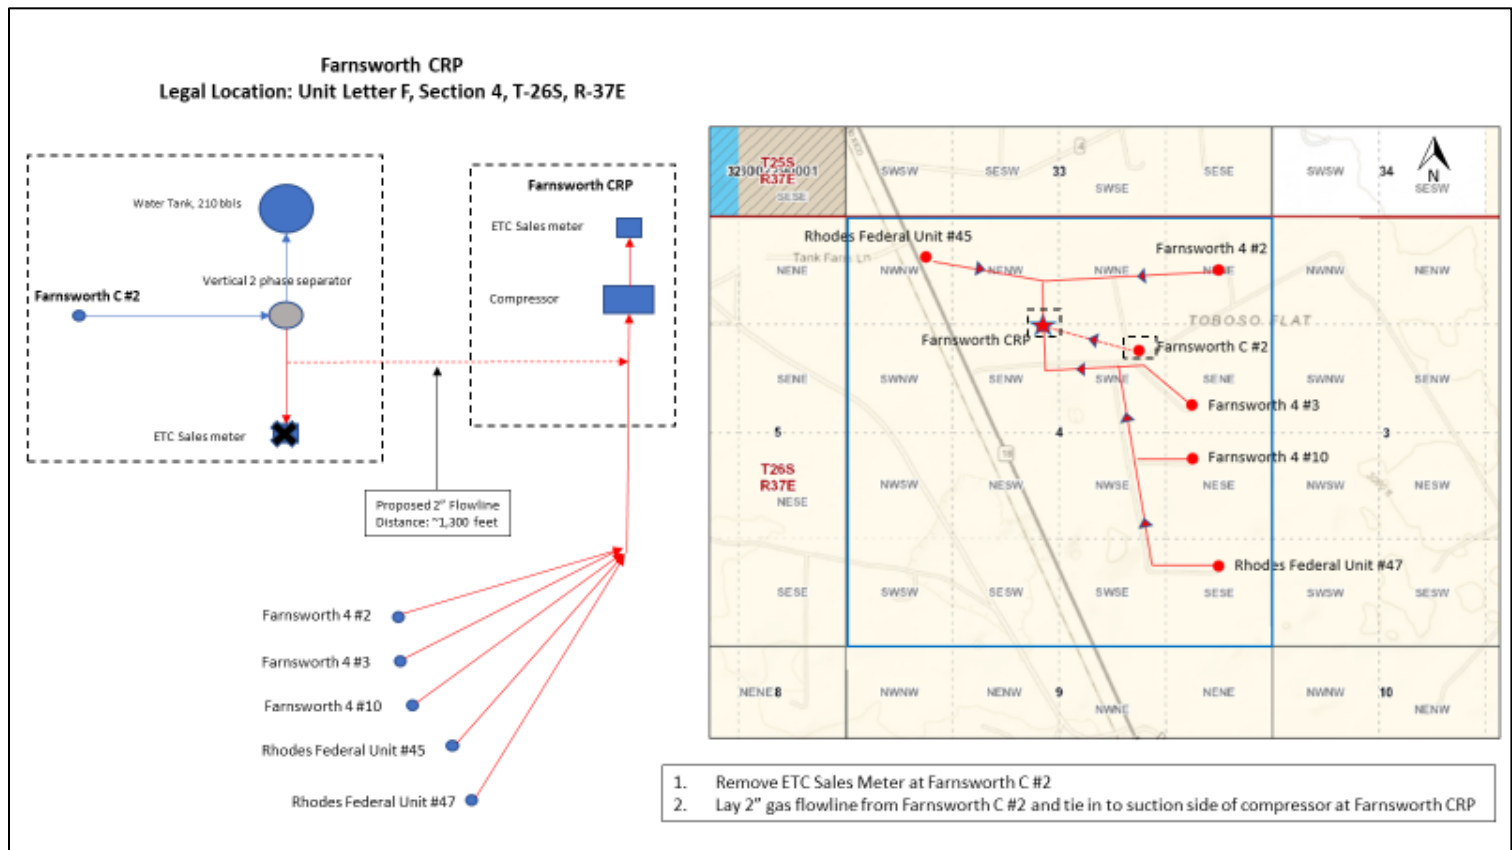 Farnsworth CRP
Legal Location: Unit Letter F, Section 4, T-26S, R-37E
Water Tank, 210 bbls
Vertical 2 phase separator
Farnsworth C #2
ETC Sales meter
Farnsworth CRP
ETC Sales meter
Compressor
Proposed 2" Flowline
Distance: ~1,300 feet
Farnsworth 4 #2
Farnsworth 4 #3
Farnsworth 4 #10
Rhodes Federal Unit #45
Rhodes Federal Unit #47
T25S
R37E
SESE
SWSW
SESW
33
4
SWSE
SESE
SWSW
34
N
SESW
Rhodes Federal Unit #45
Farnsworth 4 #2
Tank Farm Ln
NENE
NWNW
NENW
NWNE
NENE
NWNW
NENW
TOBOSO FLAT
Farnsworth CRP
Farnsworth C #2
SENE
SWNW
SENW
SWNE
SENE
SWNW
SENW
Farnsworth 4 #3
5
4
3
18
Farnsworth 4 #10
T26S
R37E
NESE
NWSW
NESW
NWSE
NESE
NWSW
NESW
Rhodes Federal Unit #47
SESE
SWSW
SESW
SWSE
SESE
SWSW
SESW
NENE 8
NWNW
NENW
9
NWNE
NENE
NWNW
10
NENW
1. Remove ETC Sales Meter at Farnsworth C #2
2. Lay 2" gas flowline from Farnsworth C #2 and tie in to suction side of compressor at Farnsworth CRP